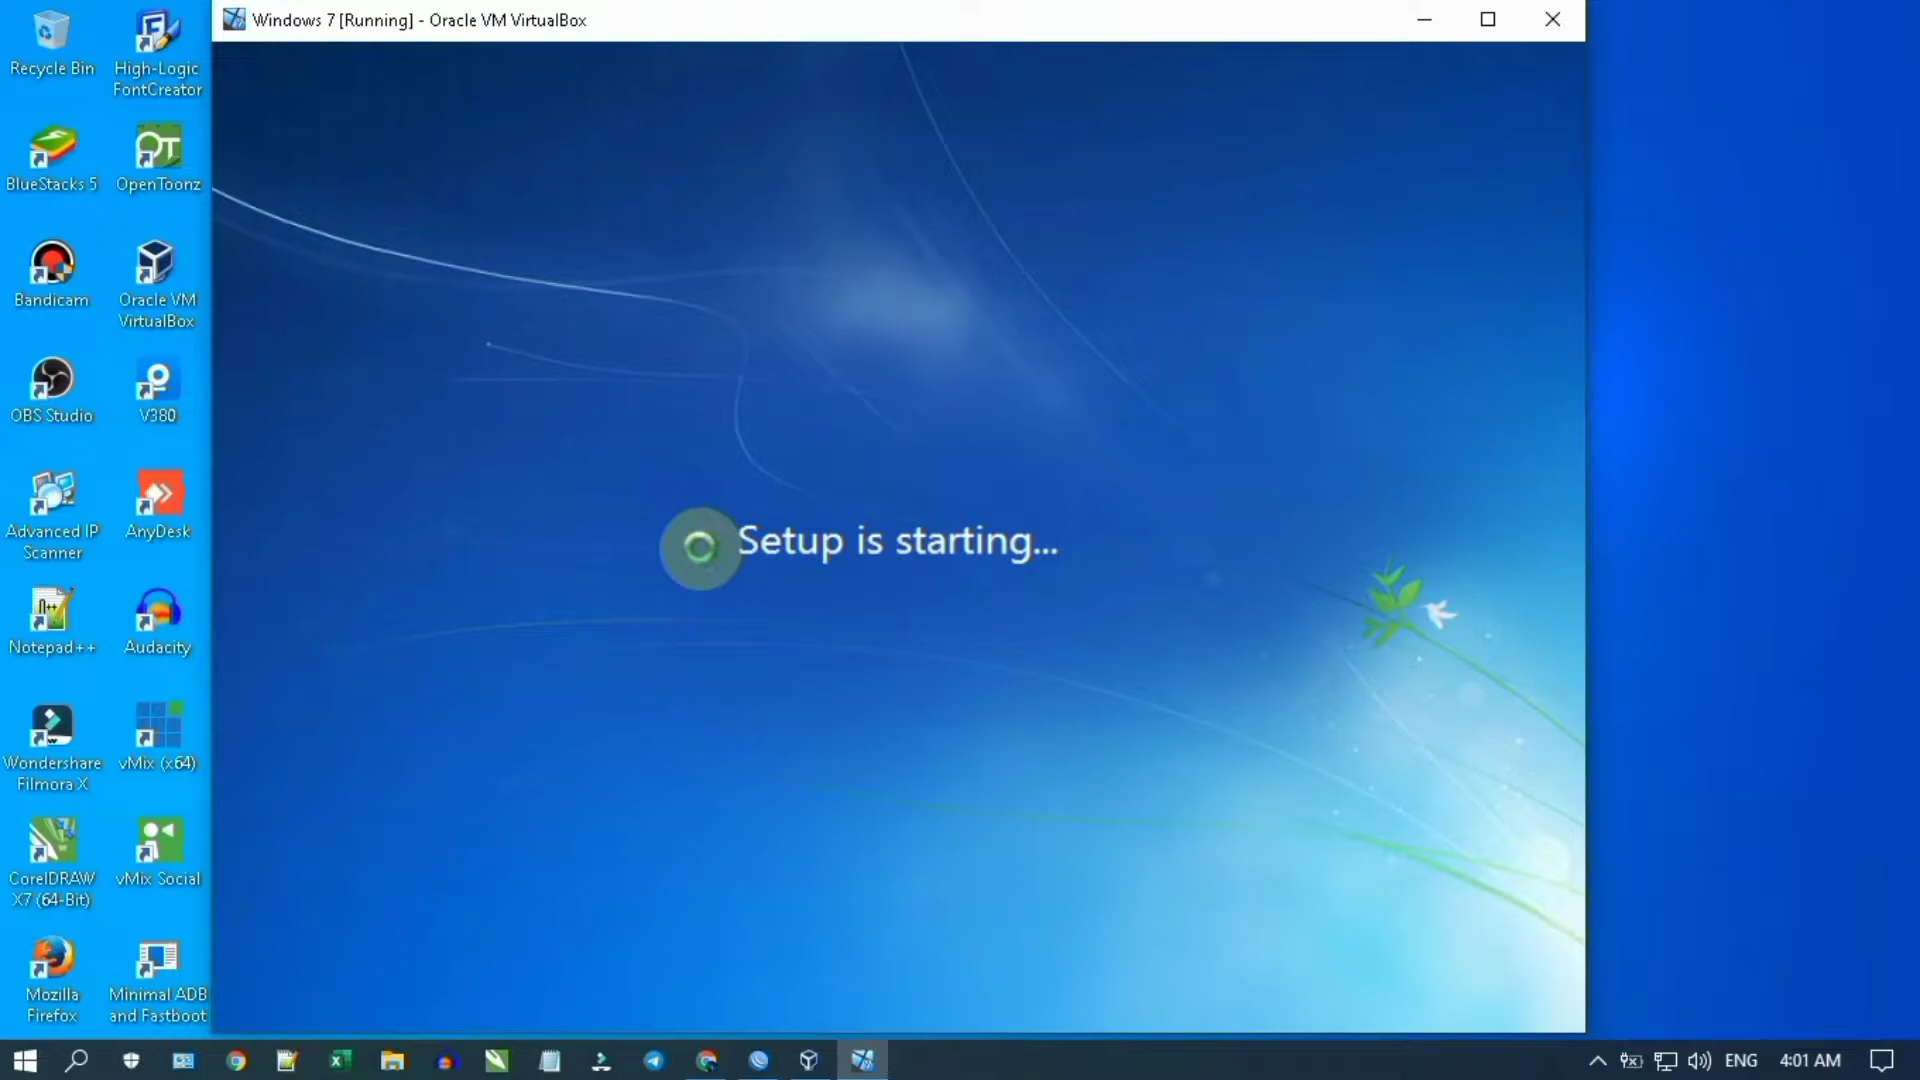 Windows 7 [Running] - Oracle VM VirtualBox
Recycle Bin
High-Logic
FontCreator
BlueStacks 5
OpenToonz
Bandicam
Oracle VM
VirtualBox
OBS Studio
V380
Advanced IP
Scanner
AnyDesk
Notepad++
Audacity
Wondershare
Filmora X
vMix (x64)
CorelDRAW
X7 (64-Bit)
vMix Social
Mozilla
Firefox
Minimal ADB
and Fastboot
Setup is starting...
ENG
4:01 AM